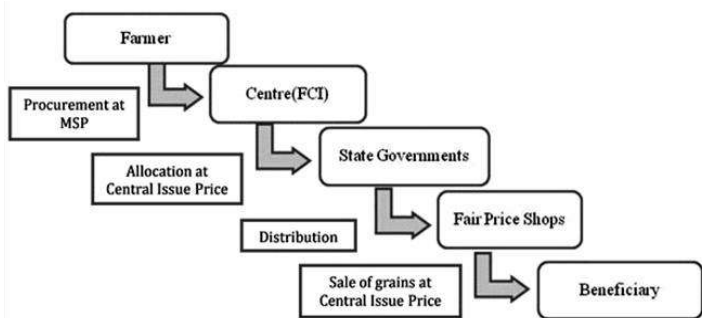 Farmer
Procurement at
MSP
Centre(FCI)
Allocation at
Central Issue Price
State Governments
Distribution
Fair Price Shops
Sale of grains at
Central Issue Price
Beneficiary